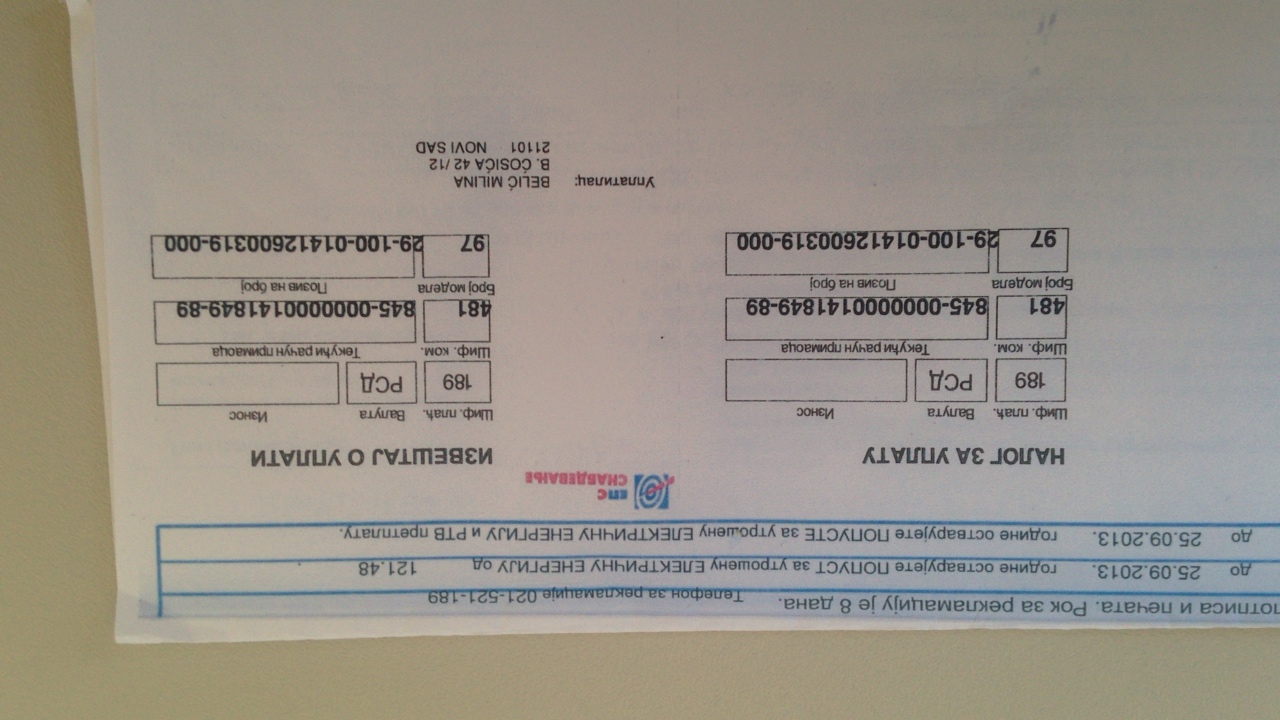 потписа и печата. Рок за рекламацију је 8 дана. Телефон за рекламације 021-521-189
до 25.09.2013. године остварујете ПОПУСТ за утрошену ЕЛЕКТРИЧНУ ЕНЕРГИЈУ од 121.48
до 25.09.2013. године остварујете ПОПУСТЕ за утрошену ЕЛЕКТРИЧНУ ЕНЕРГИЈУ и РТВ претплату.
ЕПС
СНАБДЕВАЊЕ
НАЛОГ ЗА УПЛАТУ
Шиф. плаћ. Валута Износ
189 РСД
Шиф. ком. Текући рачун примаоца
481 845-0000000141849-89
Број модела Позив на број
97 29-100-01412600319-000
ИЗВЕШТАЈ О УПЛАТИ
Шиф. плаћ. Валута Износ
189 РСД
Шиф. ком. Текући рачун примаоца
481 845-0000000141849-89
Број модела Позив на број
97 29-100-01412600319-000
Уплатилац: BELIĆ MILINA
B. ĆOSIĆA 42 /12
21101 NOVI SAD